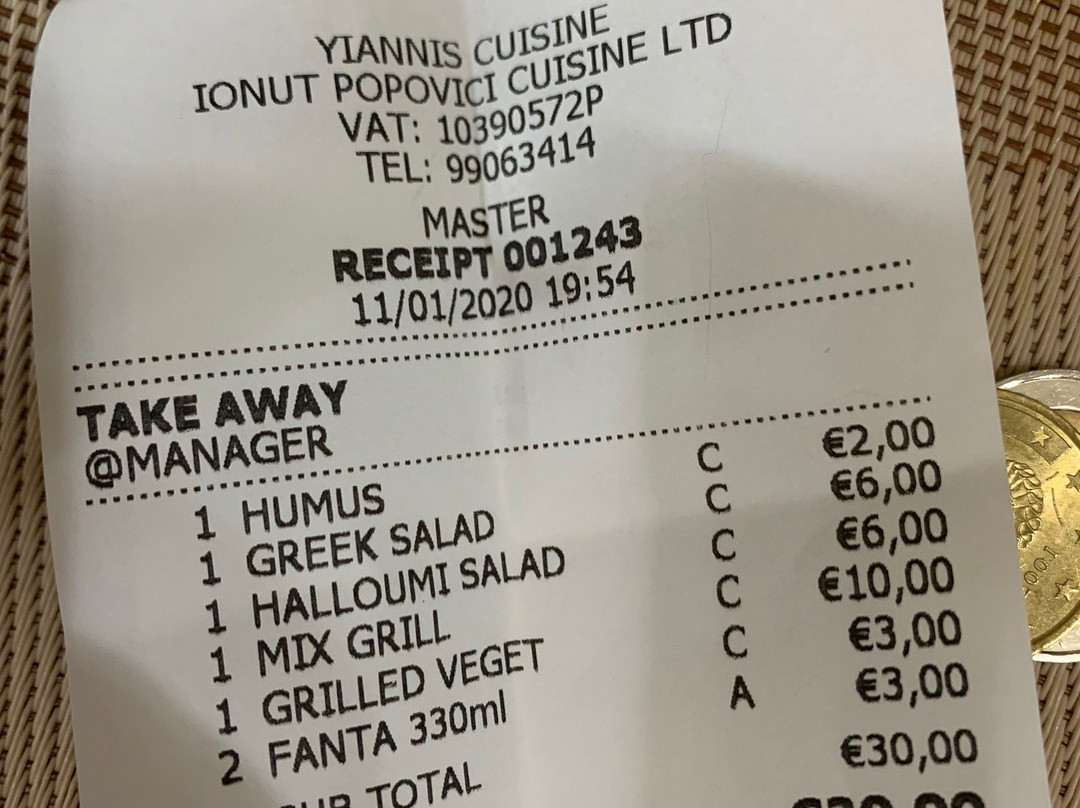 YIANNIS CUISINE
IONUT POPOVICI CUISINE LTD
VAT: 10390572P
TEL: 99063414
MASTER
RECEIPT 001243
11/01/2020 19:54
TAKE AWAY
@MANAGER
1 HUMUS C €2,00
1 GREEK SALAD C €6,00
1 HALLOUMI SALAD C €6,00
1 MIX GRILL C €10,00
1 GRILLED VEGET C €3,00
2 FANTA 330ml A €3,00
SUB TOTAL €30,00